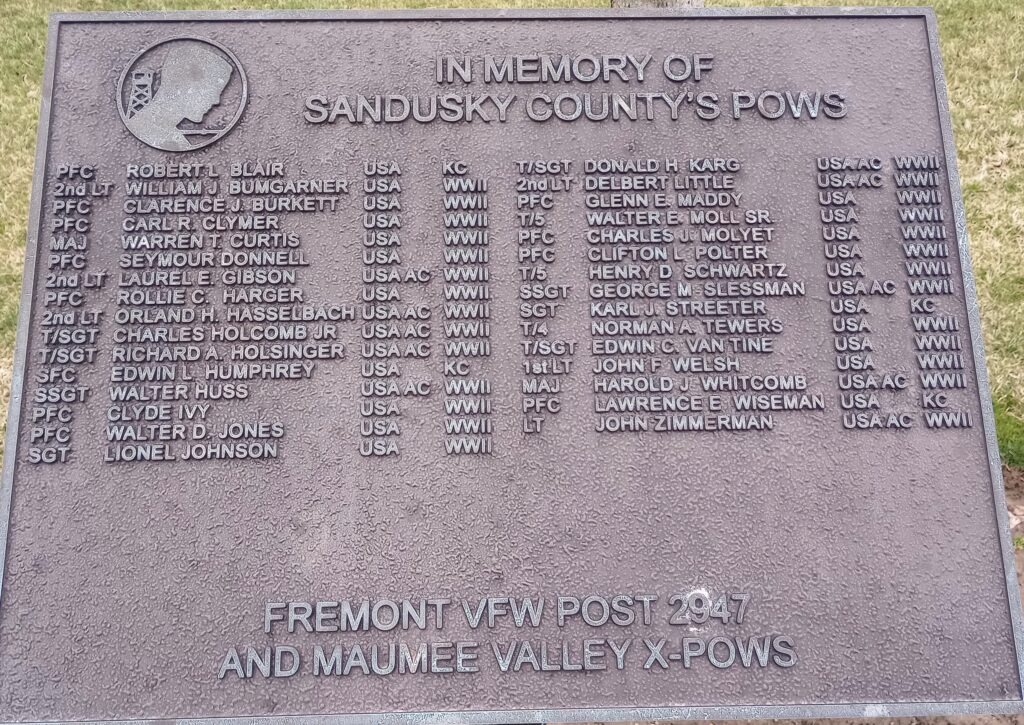 IN MEMORY OF
SANDUSKY COUNTY'S POWS
PFC ROBERT L. BLAIR USA KC
2nd LT WILLIAM J. BUMGARNER USA WWII
PFC CLARENCE J. BURKETT USA WWII
PFC CARL R. CLYMER USA WWII
MAJ WARREN T. CURTIS USA WWII
PFC SEYMOUR DONNELL USA WWII
2nd LT LAUREL E. GIBSON USA AC WWII
PFC ROLLIE C. HARGER USA WWII
2nd LT ORLAND H. HASSELBACH USA AC WWII
T/SGT CHARLES HOLCOMB JR USA AC WWII
T/SGT RICHARD A. HOLSINGER USA AC WWII
SFC EDWIN L. HUMPHREY USA KC
SSGT WALTER HUSS USA AC WWII
PFC CLYDE IVY USA WWII
PFC WALTER D. JONES USA WWII
SGT LIONEL JOHNSON USA WWII
T/SGT DONALD H. KARG USA AC WWII
2nd LT DELBERT LITTLE USA AC WWII
PFC GLENN E. MADDY USA WWII
T/5 WALTER E. MOLL SR. USA WWII
PFC CHARLES J. MOLYET USA WWII
PFC CLIFTON L. POLTER USA WWII
T/5 HENRY D. SCHWARTZ USA WWII
SSGT GEORGE M. SLESSMAN USA AC WWII
SGT KARL J. STREETER USA KC
T/4 NORMAN A. TEWERS USA WWII
T/SGT EDWIN C. VAN TINE USA WWII
1st LT JOHN F. WELSH USA WWII
MAJ HAROLD J. WHITCOMB USA AC WWII
PFC LAWRENCE E. WISEMAN USA KC
LT JOHN ZIMMERMAN USA AC WWII
FREMONT VFW POST 2947
AND MAUMEE VALLEY X-POWS